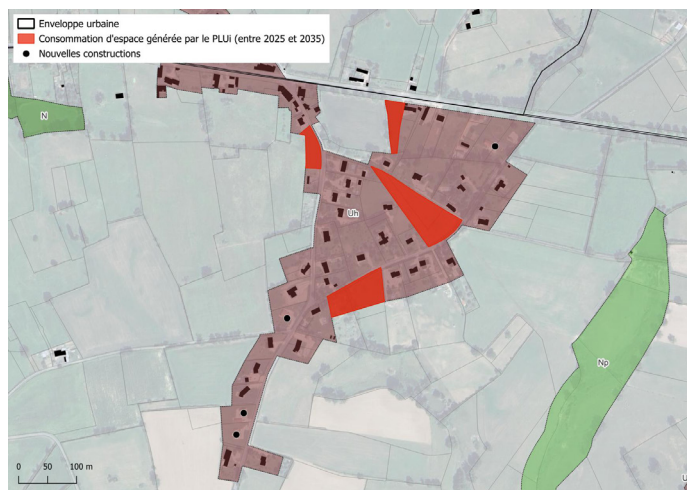 Enveloppe urbaine
Consommation d'espace générée par le PLUi (entre 2025 et 2035)
Nouvelles constructions
N
Uh
Np
U
0 50 100 m